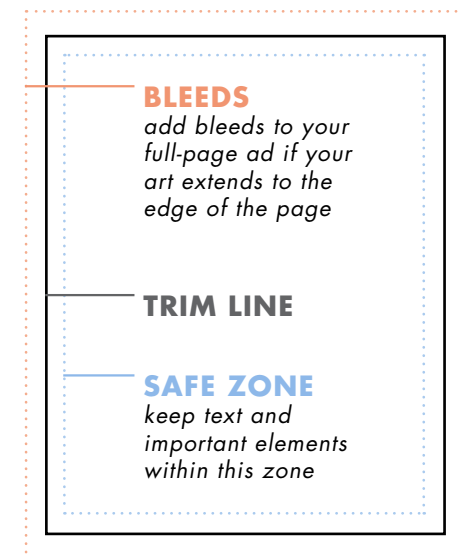 BLEEDS
add bleeds to your
full-page ad if your
art extends to the
edge of the page
TRIM LINE
SAFE ZONE
keep text and
important elements
within this zone